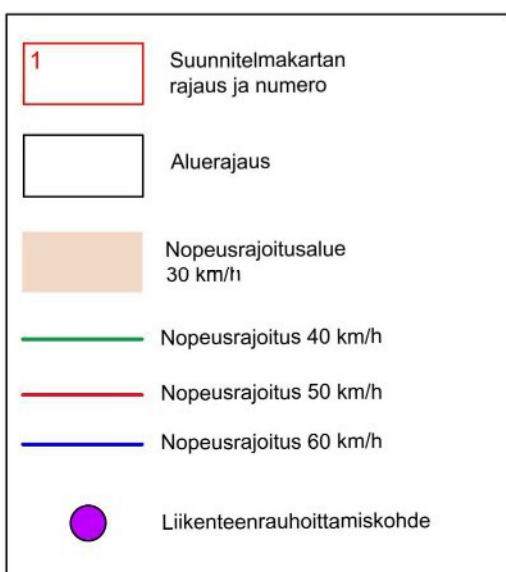 1
Suunnitelmakartan
rajaus ja numero
Aluerajaus
Nopeusrajoitusalue
30 km/h
Nopeusrajoitus 40 km/h
Nopeusrajoitus 50 km/h
Nopeusrajoitus 60 km/h
Liikenteenrauhoittamiskohde